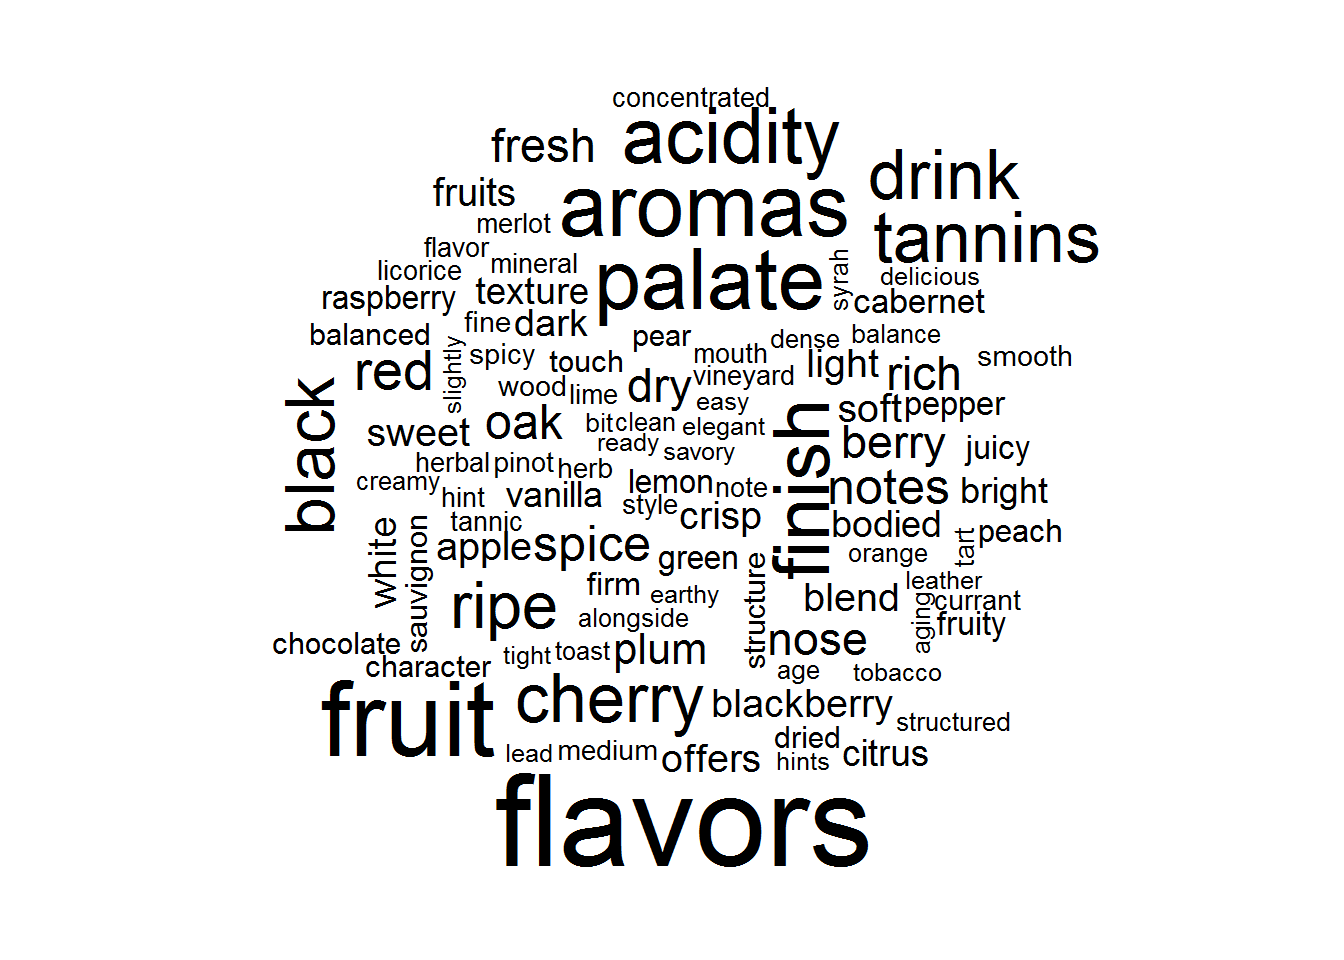 concentrated
fresh acidity
drink
fruits aromas
tannins
merlot
flavor
licorice mineral
syrah delicious
raspberry texture palate cabernet
balanced fine dark pear dense balance
red slightly spicy touch mouth light rich smooth
wood lime dry vineyard
easy
black sweet oak bit clean elegant finish soft pepper
ready savory berry juicy
herbal pinot herb
creamy hint vanilla lemon note notes bright
style crisp
tannic bodied peach
white sauvignon apple spice green orange tart
structure
firm earthy leather
ripe alongside blend aging currant
fruity
chocolate tight toast plum nose
character age tobacco
fruit cherry blackberry structured
lead medium offers dried citrus
hints
flavors